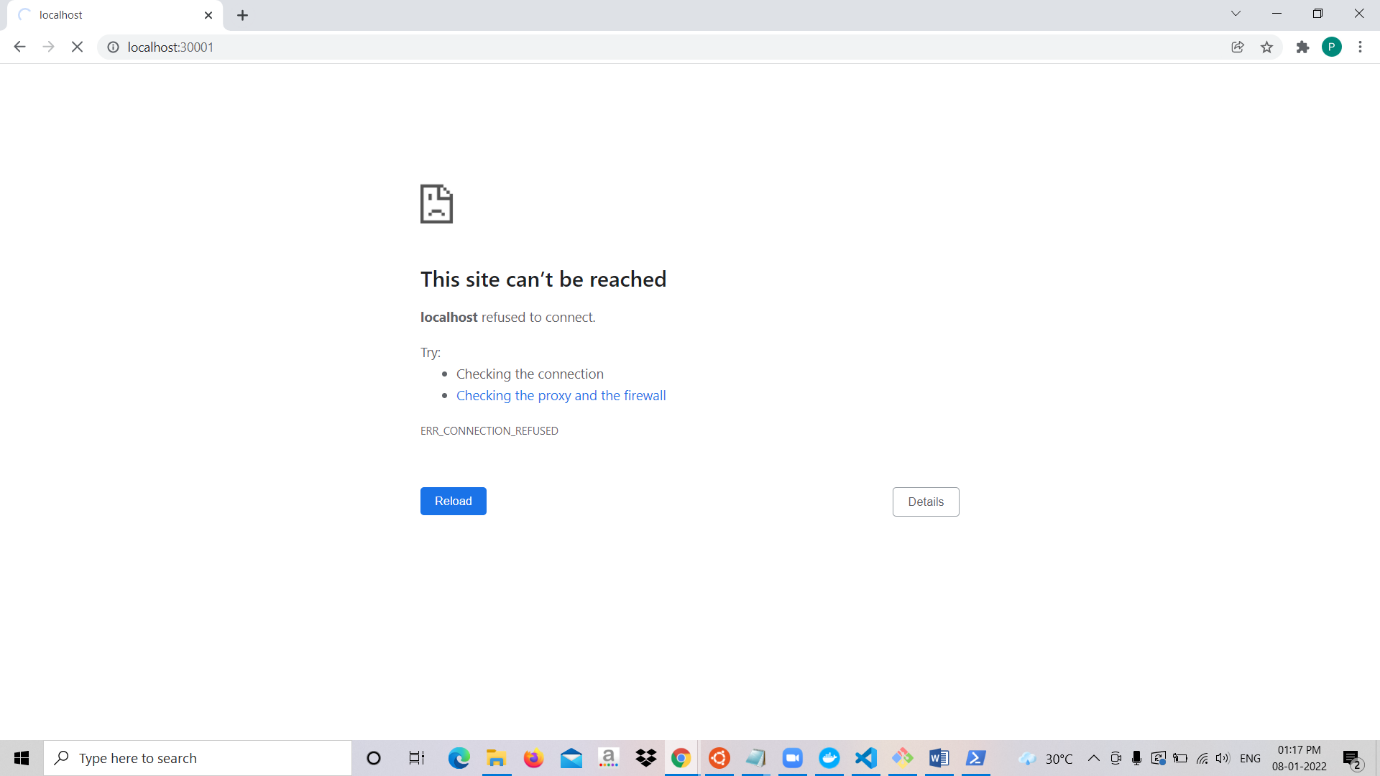 localhost
localhost:30001
P
This site can’t be reached
localhost refused to connect.
Try:
Checking the connection
Checking the proxy and the firewall
ERR_CONNECTION_REFUSED
Reload
Details
Type here to search
a
W
30°C
ENG
01:17 PM
08-01-2022
2